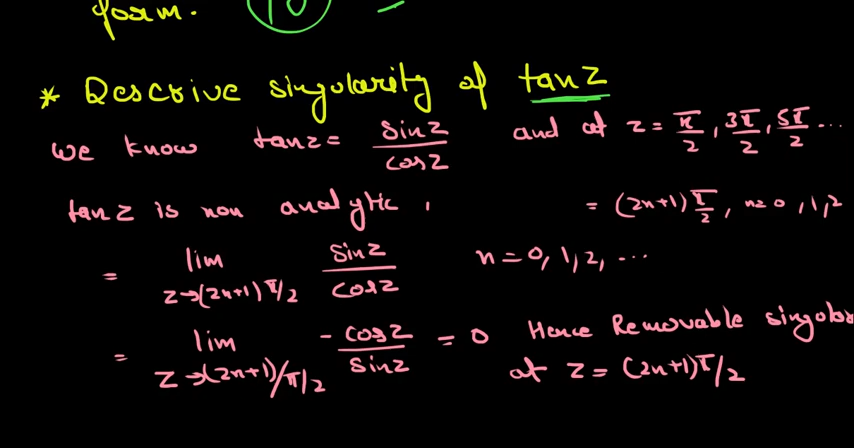 form. 10
* Descrive singularity of tanz
we know tanz = sinz / cosz and at z = π/2, 3π/2, 5π/2 ...
tanz is non analytic, = (2n+1)π/2, n=0,1,2
= lim z→(2n+1)π/2 sinz / cosz n = 0, 1, 2, ...
= lim z→(2n+1)/π/2 -cosz / sinz = 0 Hence Removable singular
at z = (2n+1)π/2